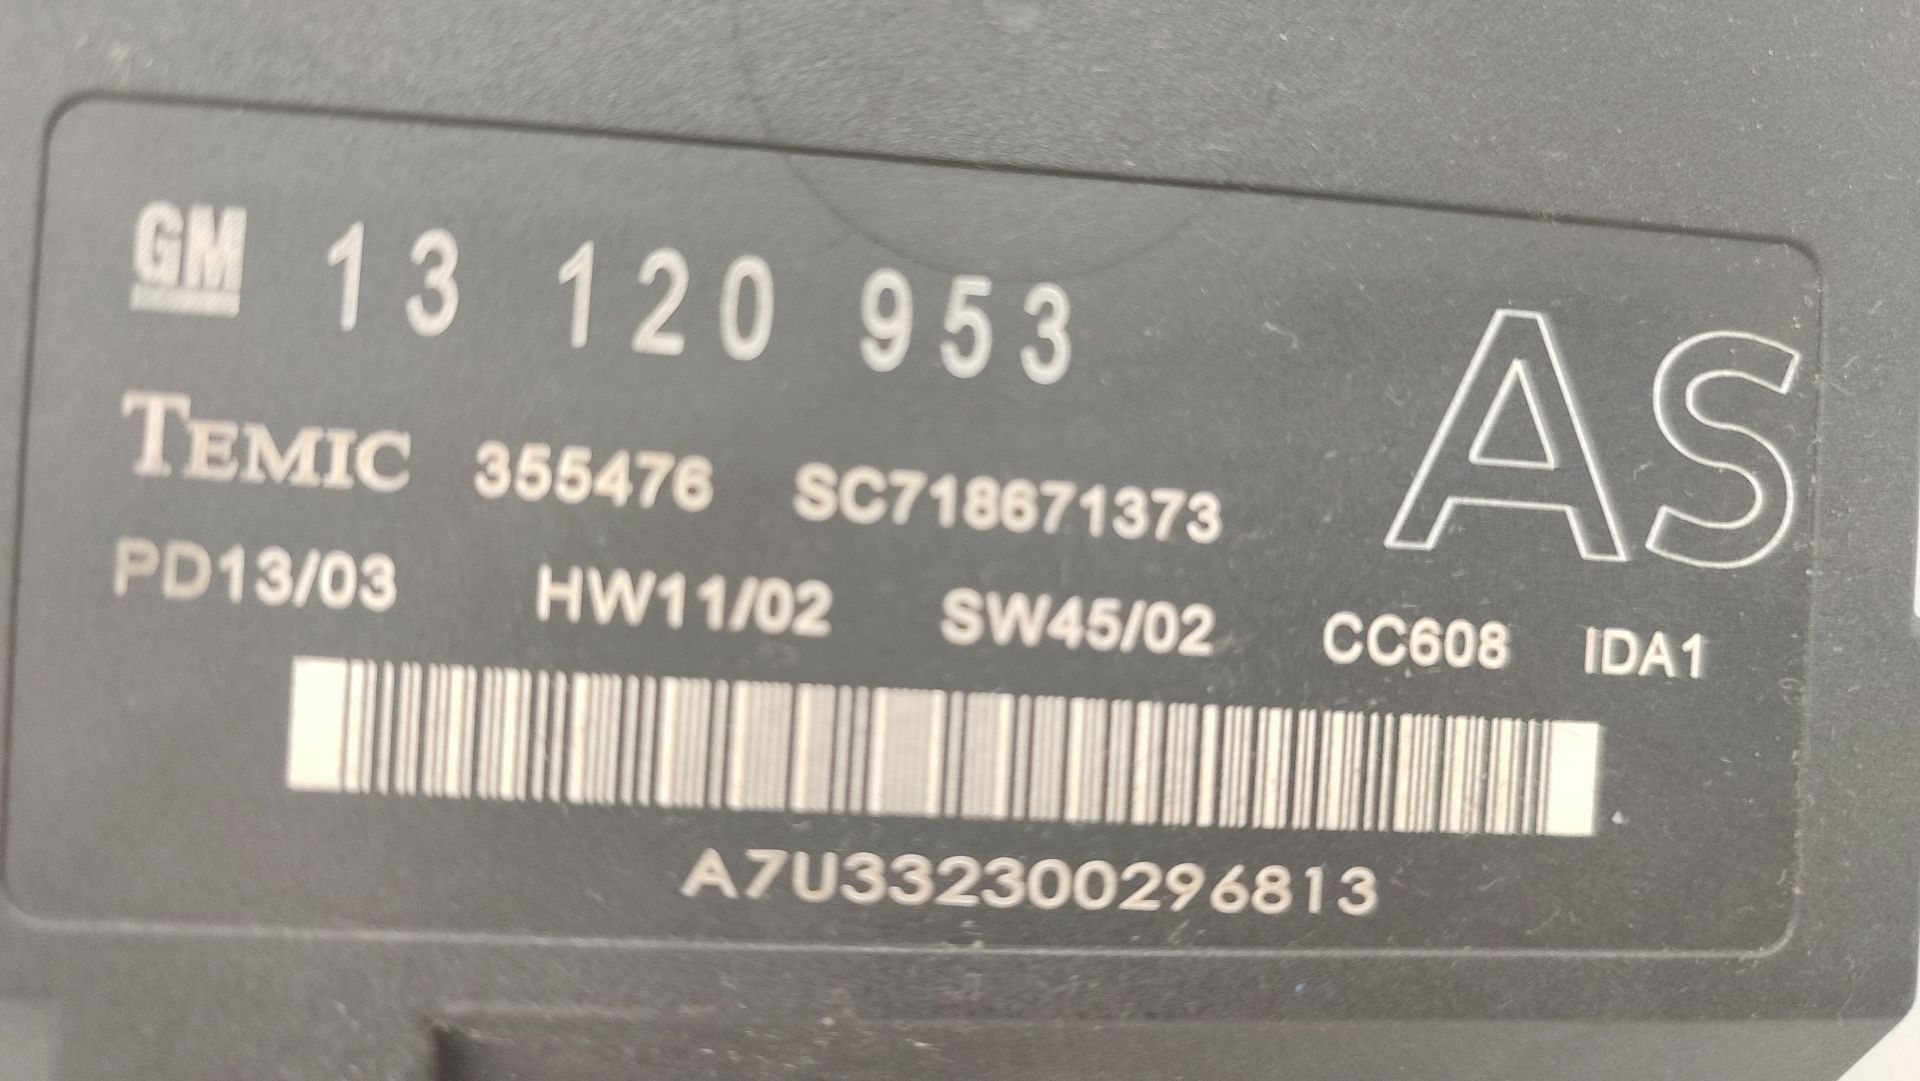 GM 13 120 953
AS
TEMIC 355476 SC718671373
PD13/03 HW11/02 SW45/02 CC608 IDA1
A7U332300296813